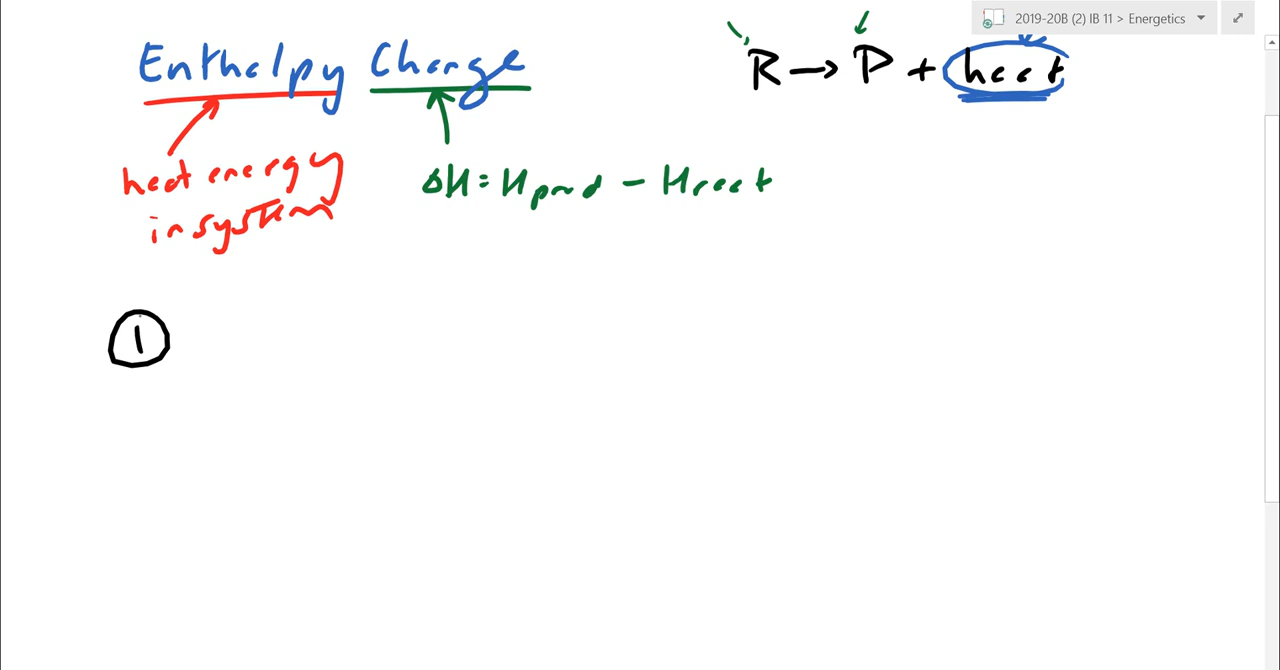 2019-20B (2) IB 11 > Energetics
Enthalpy Change
R → P + heat
heat energy
in system
ΔH = Hprod − Hreact
1